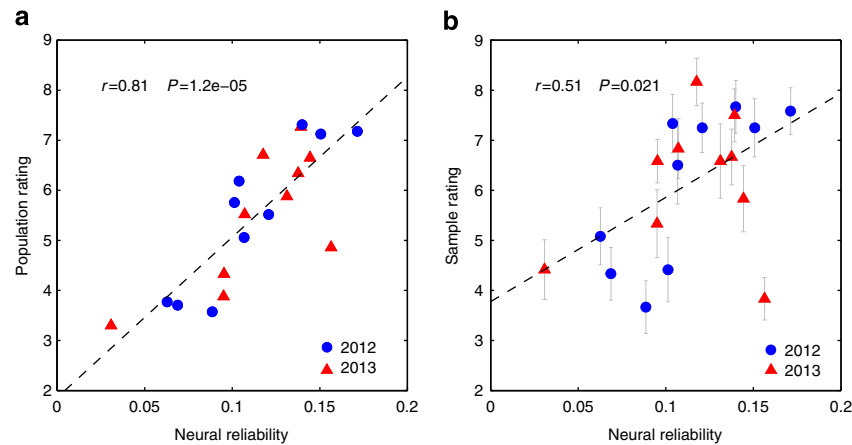 a
9
8
7
6
5
4
3
2
Population rating
r=0.81 P=1.2e−05
2012
2013
0 0.05 0.1 0.15 0.2
Neural reliability
b
9
8
7
6
5
4
3
2
Sample rating
r=0.51 P=0.021
2012
2013
0 0.05 0.1 0.15 0.2
Neural reliability